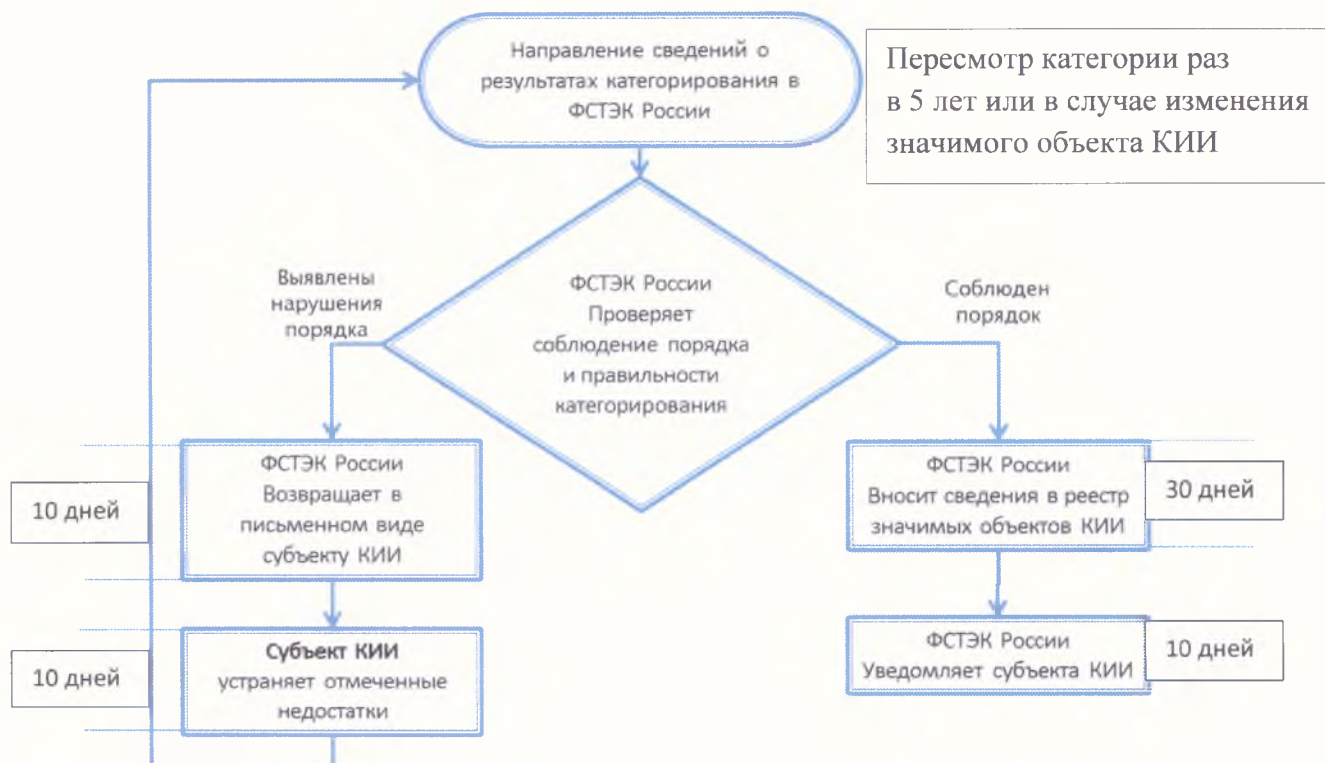 Направление сведений о
результатах категорирования в
ФСТЭК России
Пересмотр категории раз
в 5 лет или в случае изменения
значимого объекта КИИ
Выявлены
нарушения
порядка
ФСТЭК России
Проверяет
соблюдение порядка
и правильности
категорирования
Соблюден
порядок
10 дней
ФСТЭК России
Возвращает в
письменном виде
субъекту КИИ
ФСТЭК России
Вносит сведения в реестр
значимых объектов КИИ
30 дней
10 дней
Субъект КИИ
устраняет отмеченные
недостатки
ФСТЭК России
Уведомляет субъекта КИИ
10 дней